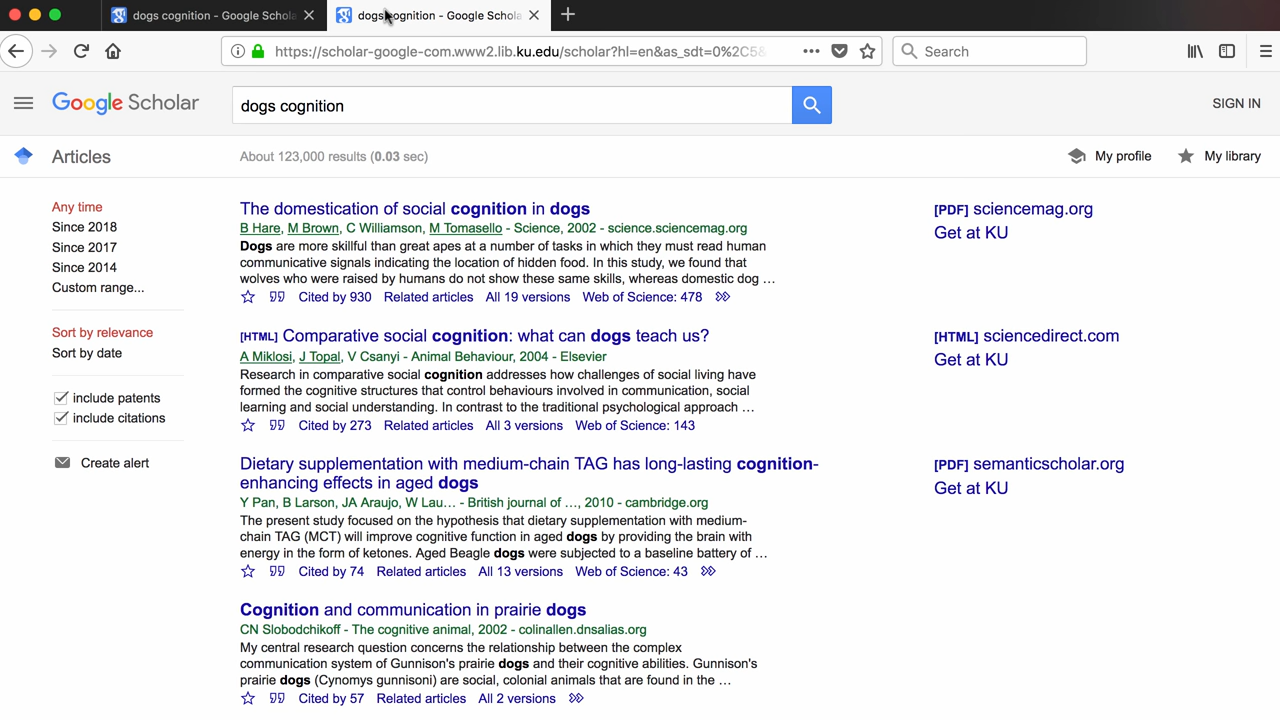 dogs cognition - Google Schola
dogs cognition - Google Schola
https://scholar-google-com.www2.lib.ku.edu/scholar?hl=en&as_sdt=0%2C5&
Search
Google Scholar
dogs cognition
SIGN IN
Articles
About 123,000 results (0.03 sec)
My profile
My library
Any time
Since 2018
Since 2017
Since 2014
Custom range...
Sort by relevance
Sort by date
include patents
include citations
Create alert
The domestication of social cognition in dogs
B Hare, M Brown, C Williamson, M Tomasello - Science, 2002 - science.sciencemag.org
Dogs are more skillful than great apes at a number of tasks in which they must read human
communicative signals indicating the location of hidden food. In this study, we found that
wolves who were raised by humans do not show these same skills, whereas domestic dog ...
Cited by 930 Related articles All 19 versions Web of Science: 478
[PDF] sciencemag.org
Get at KU
[HTML] Comparative social cognition: what can dogs teach us?
A Miklosi, J Topal, V Csanyi - Animal Behaviour, 2004 - Elsevier
Research in comparative social cognition addresses how challenges of social living have
formed the cognitive structures that control behaviours involved in communication, social
learning and social understanding. In contrast to the traditional psychological approach ...
Cited by 273 Related articles All 3 versions Web of Science: 143
[HTML] sciencedirect.com
Get at KU
Dietary supplementation with medium-chain TAG has long-lasting cognition-
enhancing effects in aged dogs
Y Pan, B Larson, JA Araujo, W Lau... - British journal of ..., 2010 - cambridge.org
The present study focused on the hypothesis that dietary supplementation with medium-
chain TAG (MCT) will improve cognitive function in aged dogs by providing the brain with
energy in the form of ketones. Aged Beagle dogs were subjected to a baseline battery of ...
Cited by 74 Related articles All 13 versions Web of Science: 43
[PDF] semanticscholar.org
Get at KU
Cognition and communication in prairie dogs
CN Slobodchikoff - The cognitive animal, 2002 - colinallen.dnsalias.org
My central research question concerns the relationship between the complex
communication system of Gunnison's prairie dogs and their cognitive abilities. Gunnison's
prairie dogs (Cynomys gunnisoni) are social, colonial animals that are found in the ...
Cited by 57 Related articles All 2 versions